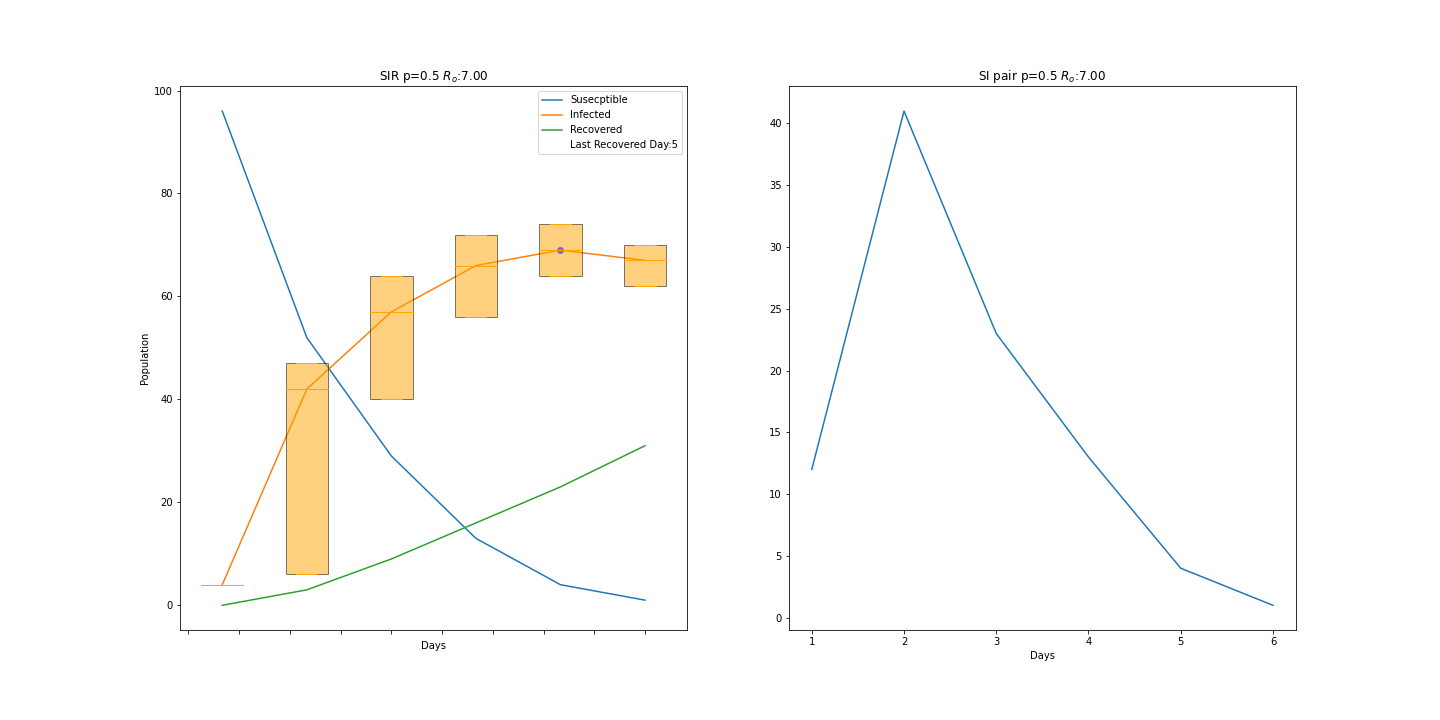 SIR p=0.5 Rₒ:7.00
100
80
60
40
20
0
Population
Days
Susecptible
Infected
Recovered
Last Recovered Day:5
SI pair p=0.5 Rₒ:7.00
40
35
30
25
20
15
10
5
0
1 2 3 4 5 6
Days